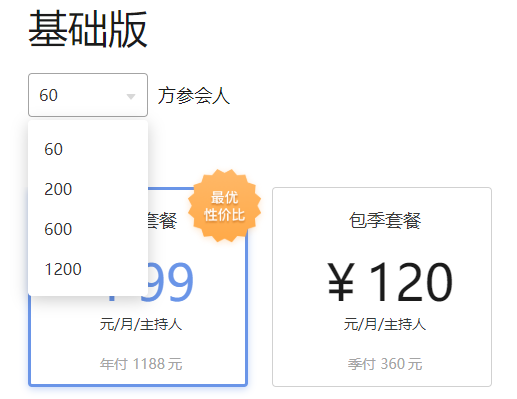 基础版
60
方参会人
60
200
600
1200
最优
性价比
套餐
99
元/月/主持人
年付 1188 元
包季套餐
￥120
元/月/主持人
季付 360 元